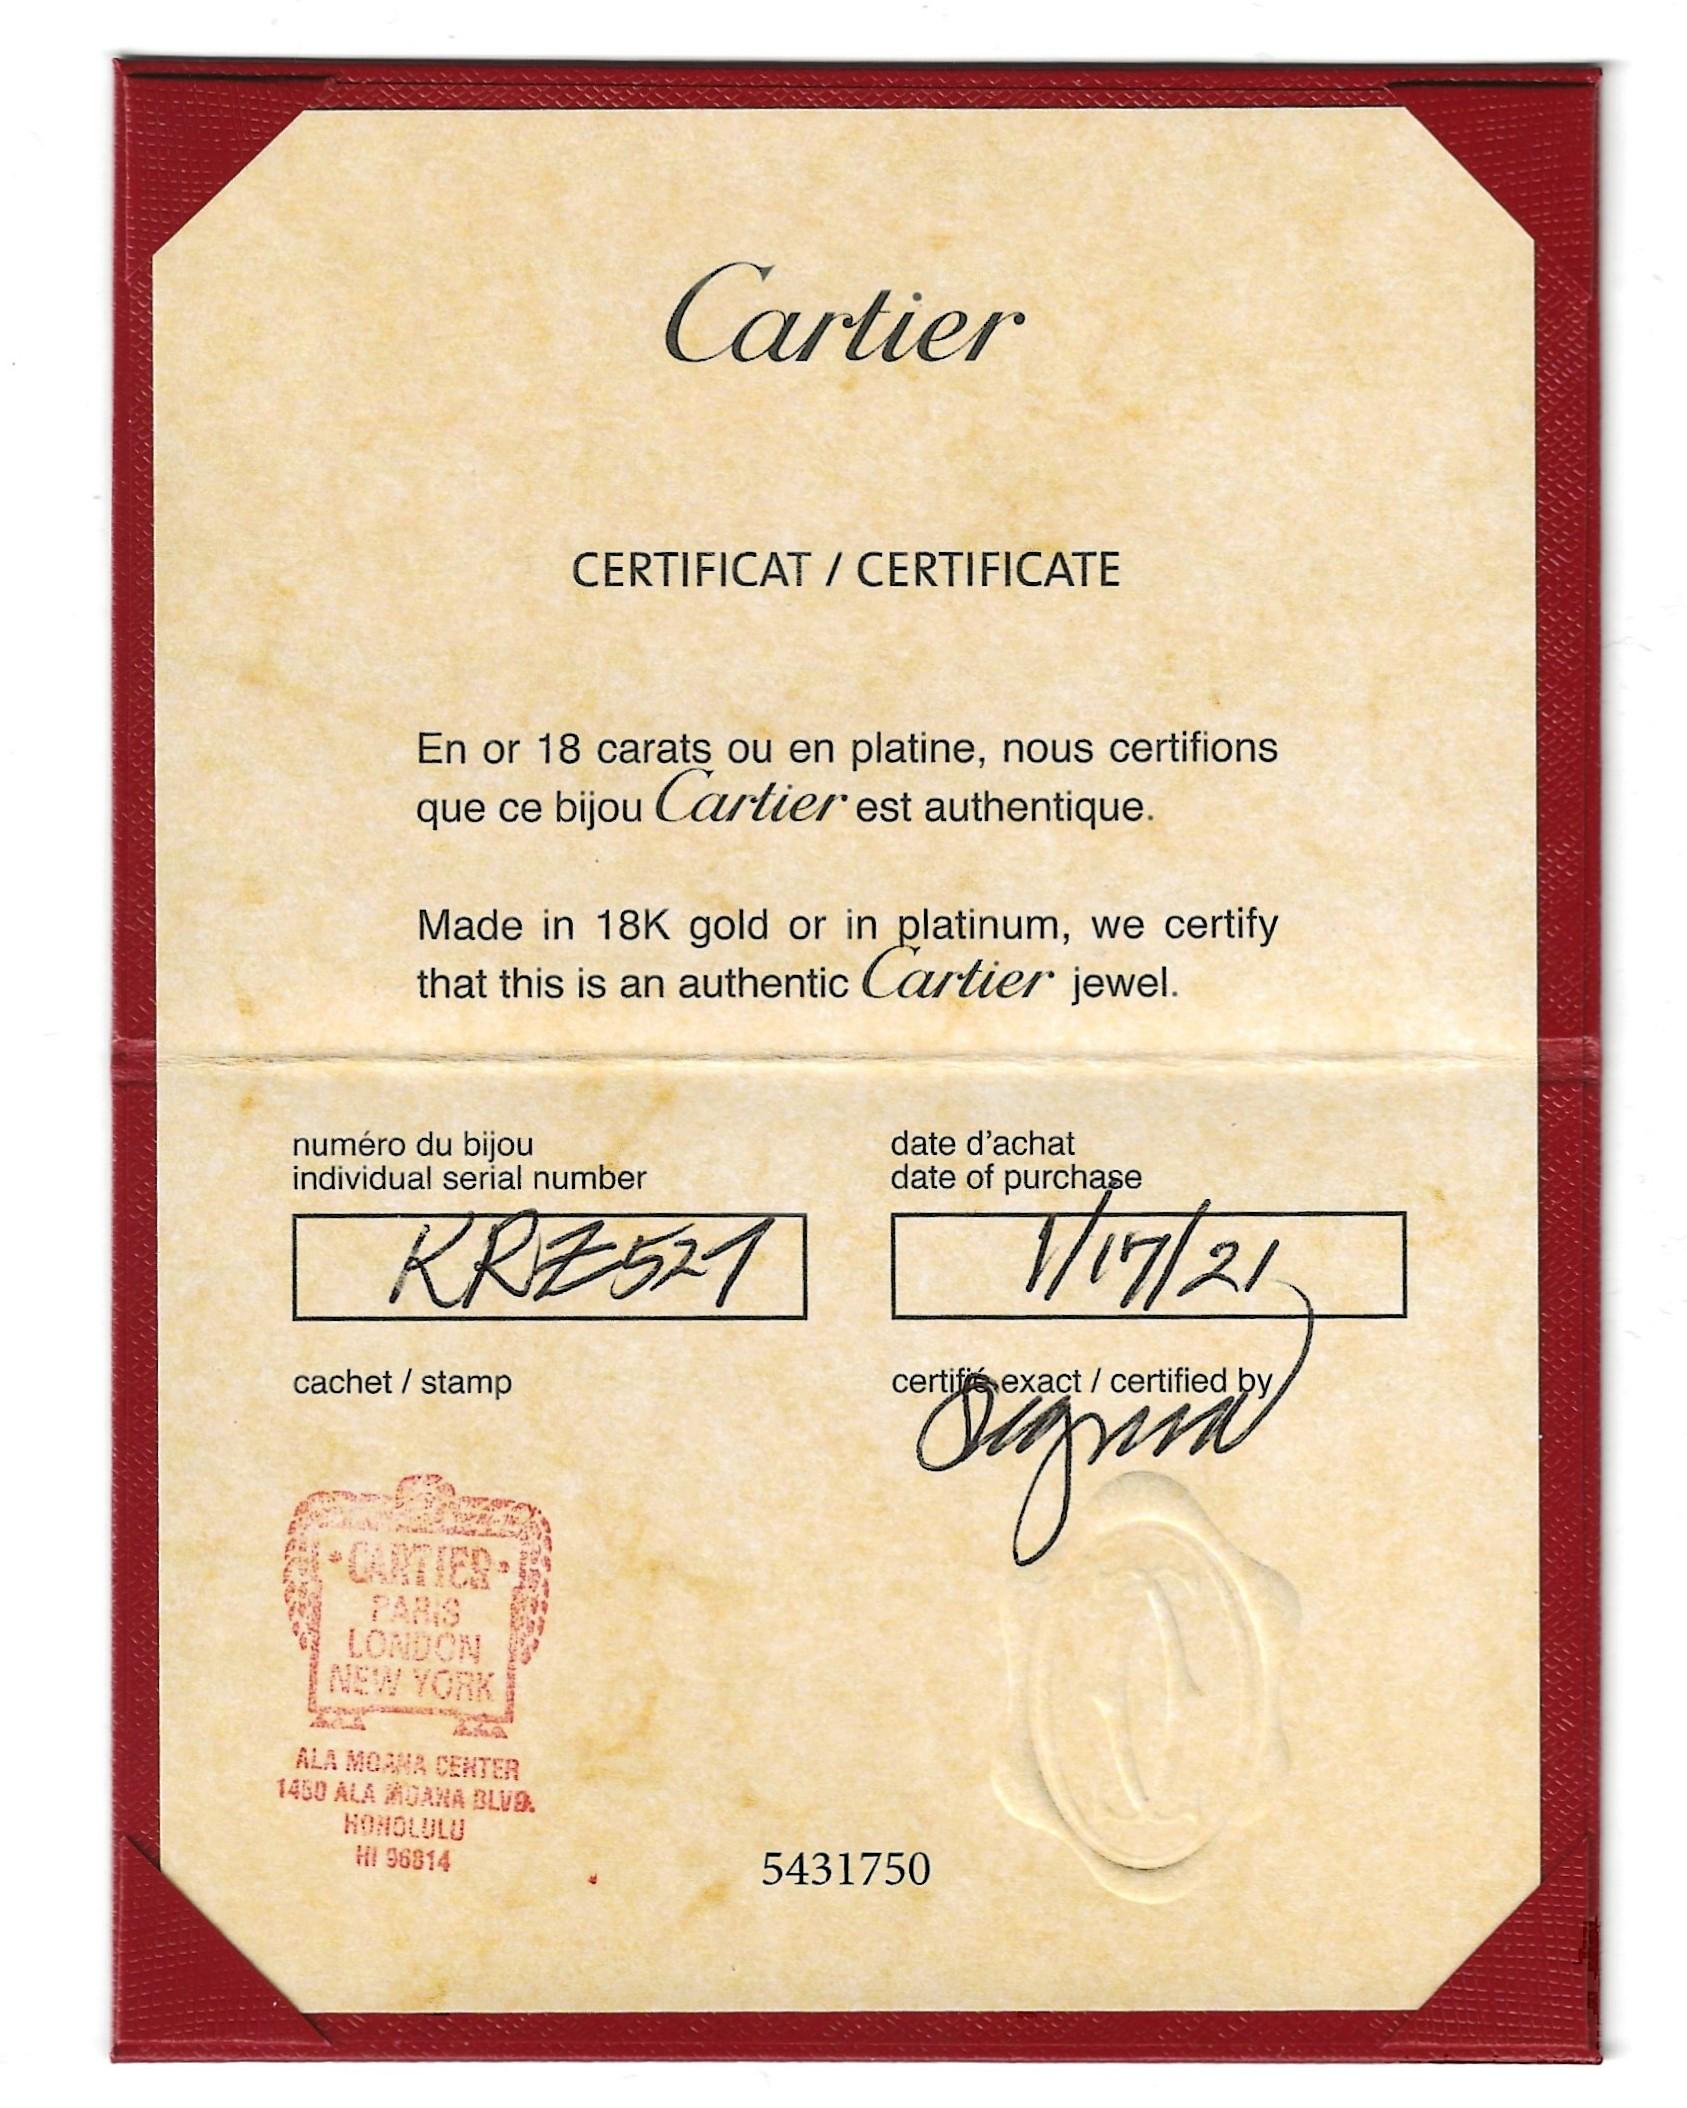 Cartier
CERTIFICAT / CERTIFICATE
En or 18 carats ou en platine, nous certifions
que ce bijou Cartier est authentique.
Made in 18K gold or in platinum, we certify
that this is an authentic Cartier jewel.
numéro du bijou
individual serial number
KRZ527
date d'achat
date of purchase
1/17/21
cachet / stamp
certifié exact / certified by
CARTIER
PARIS
LONDON
NEW YORK
ALA MOANA CENTER
1450 ALA MOANA BLVD.
HONOLULU
HI 96814
5431750